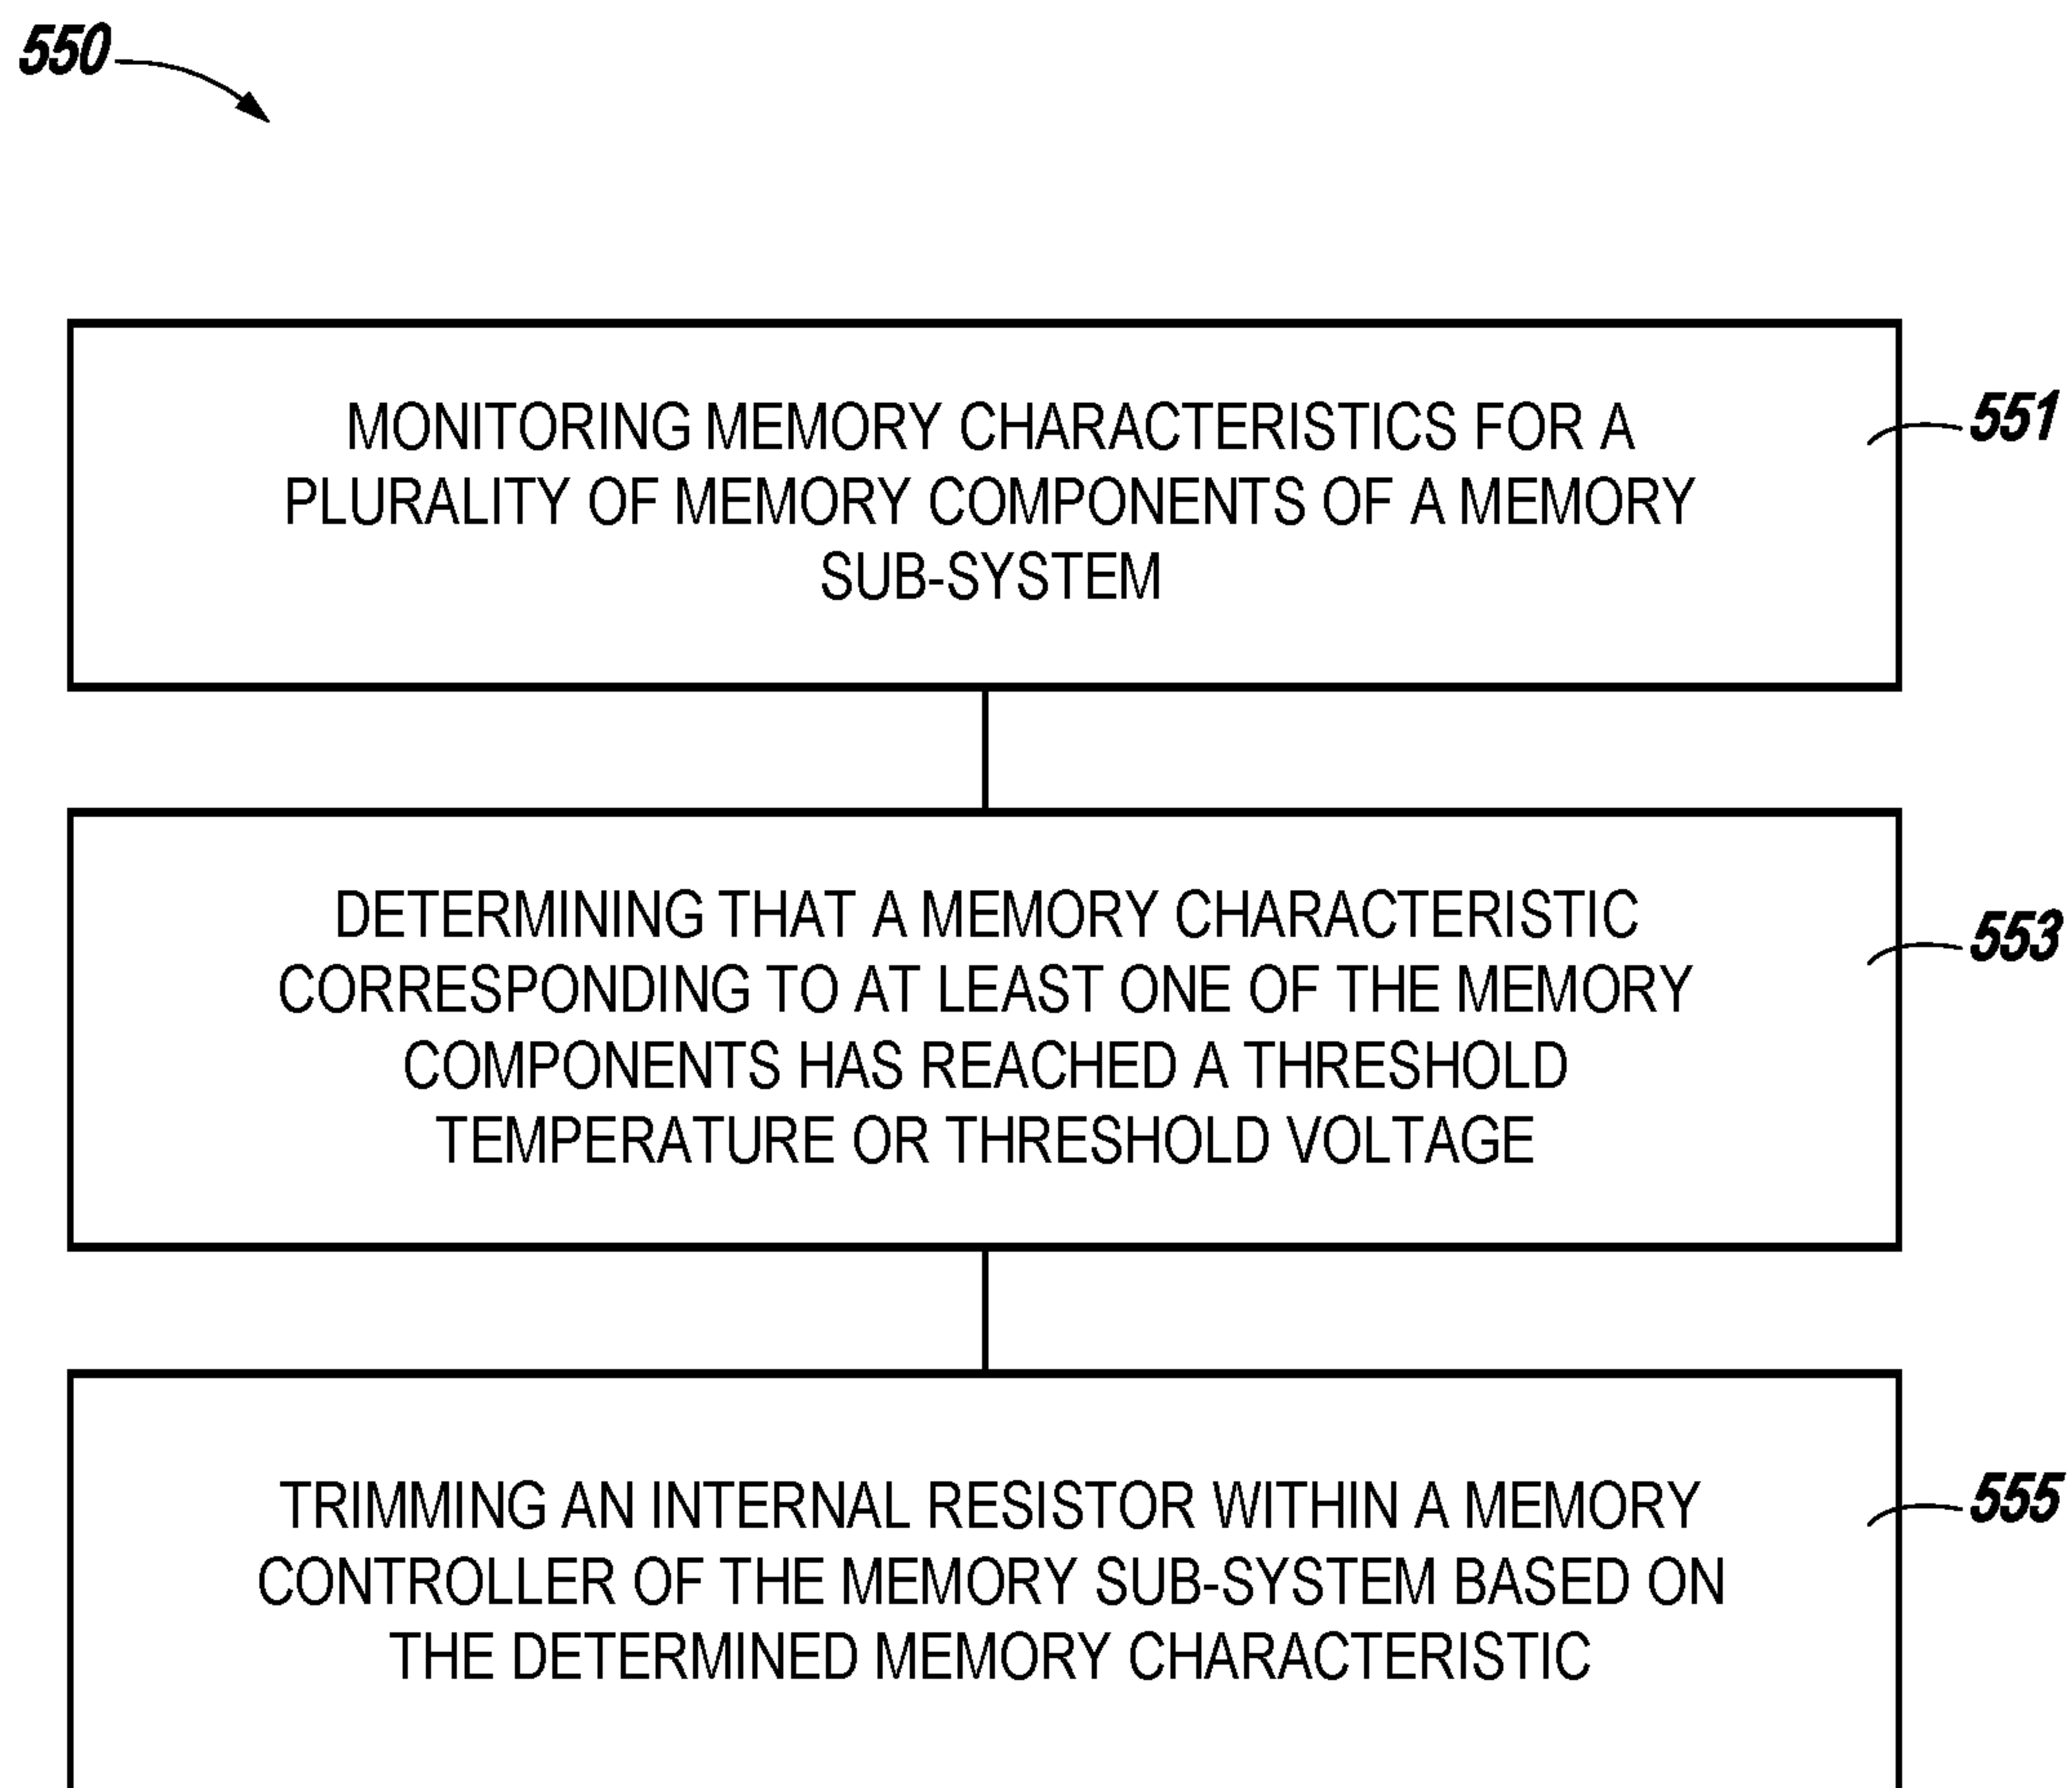 550
MONITORING MEMORY CHARACTERISTICS FOR A
PLURALITY OF MEMORY COMPONENTS OF A MEMORY
SUB-SYSTEM
551
DETERMINING THAT A MEMORY CHARACTERISTIC
CORRESPONDING TO AT LEAST ONE OF THE MEMORY
COMPONENTS HAS REACHED A THRESHOLD
TEMPERATURE OR THRESHOLD VOLTAGE
553
TRIMMING AN INTERNAL RESISTOR WITHIN A MEMORY
CONTROLLER OF THE MEMORY SUB-SYSTEM BASED ON
THE DETERMINED MEMORY CHARACTERISTIC
555